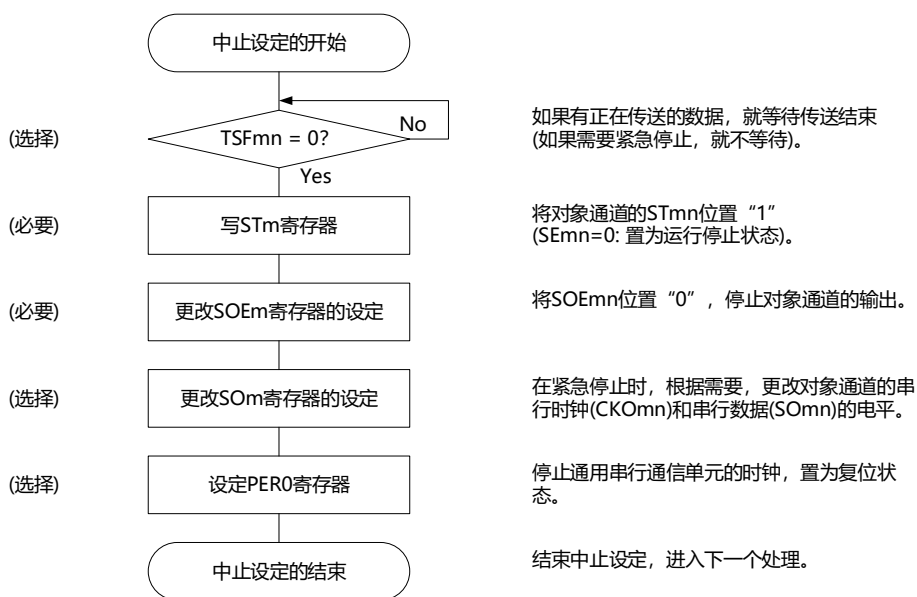 中止设定的开始
(选择)
TSFmn = 0?
No
如果有正在传送的数据，就等待传送结束
(如果需要紧急停止，就不等待)。
Yes
(必要)
写STm寄存器
将对象通道的STmn位置“1”
(SEmn=0: 置为运行停止状态)。
(必要)
更改SOEm寄存器的设定
将SOEmn位置“0”，停止对象通道的输出。
(选择)
更改SOm寄存器的设定
在紧急停止时，根据需要，更改对象通道的串
行时钟(CKOmn)和串行数据(SOmn)的电平。
(选择)
设定PER0寄存器
停止通用串行通信单元的时钟，置为复位状
态。
中止设定的结束
结束中止设定，进入下一个处理。